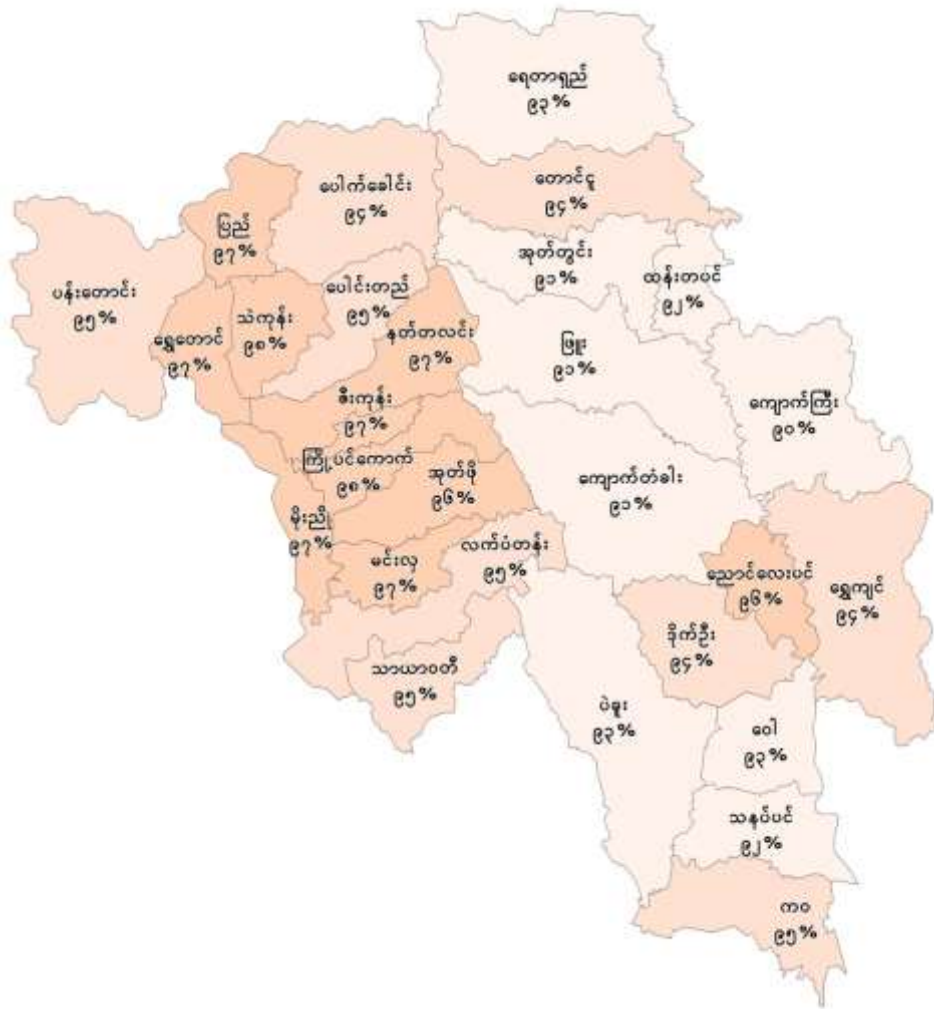 ရေတာရှည်
၉၃%
ပေါက်ခေါင်း
၉၄%
တောင်ငူ
၉၄%
ပြည်
၉၇%
အုတ်တွင်း
၉၁%
ထန်းတပင်
၉၂%
ပန်းတောင်း
၉၅%
ပေါင်းတည်
၉၅%
သဲကုန်း
၉၈%
ရွှေတောင်
၉၇%
နတ်တလင်း
၉၇%
ဖြူး
၉၁%
ကျောက်ကြီး
၉၀%
ဇီးကုန်း
၉၇%
ကြို့ပင်ကောက်
၉၈%
အုတ်ဖို
၉၆%
ကျောက်တံခါး
၉၁%
မိုးညို
၉၇%
မင်းလှ
၉၇%
လက်ပံတန်း
၉၅%
ညောင်လေးပင်
၉၆%
ရွှေကျင်
၉၄%
ဒိုက်ဦး
၉၄%
သာယာဝတီ
၉၅%
ပဲခူး
၉၃%
ဝေါ
၉၃%
သနပ်ပင်
၉၂%
ကဝ
၉၅%